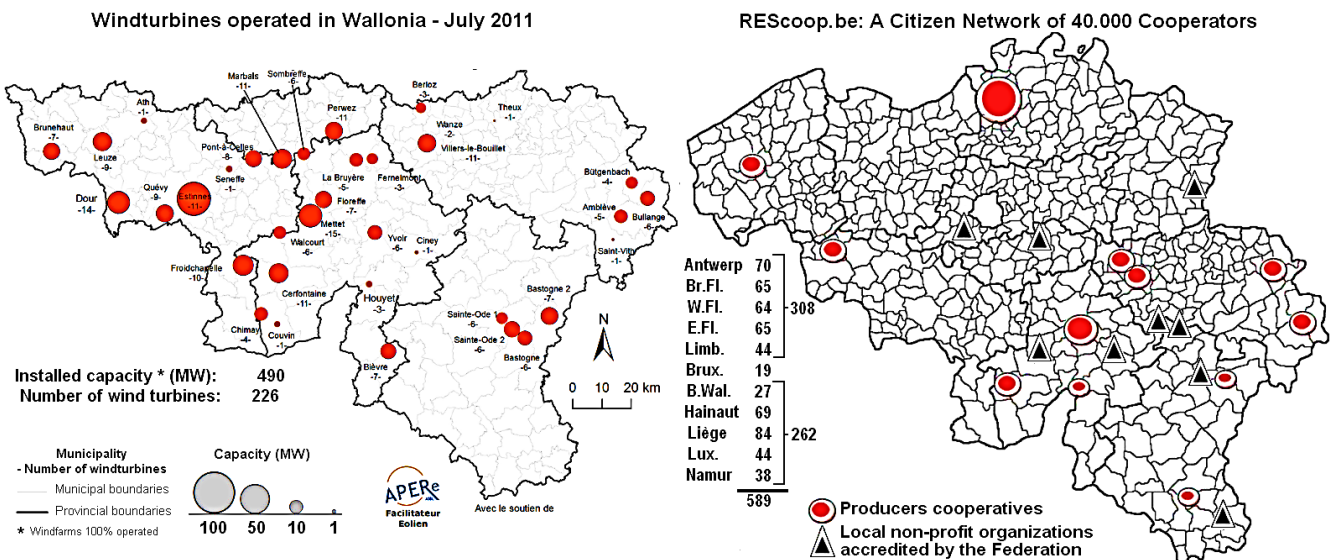 Windturbines operated in Wallonia - July 2011
Marbais
-11-
Sombreffe
-6-
Ath
-1-
Brunehaut
-7-
Leuze
-9-
Pont-à-Celles
-8-
Seneffe
-1-
Perwez
-11
Berloz
-3-
Theux
-1-
Wanze
-2-
Villers-le-Bouillet
-11-
La Bruyère
-5-
Fernelmont
-3-
Dour
-14-
Quévy
-9-
Estinnes
-11-
Floreffe
-7-
Mettet
-15-
Walcourt
-6-
Yvoir
-6-
Ciney
-1-
Bütgenbach
-4-
Amblève
-5-
Bullange
-6-
Saint-Vith
-1-
Froidchapelle
-10-
Cerfontaine
-11-
Houyet
-3-
Chimay
-4-
Couvin
-1-
Bièvre
-7-
Bastogne 2
-7-
Sainte-Ode 1
-6-
Sainte-Ode 2
-6-
Bastogne
-6-
N
0 10 20 km
Installed capacity * (MW): 490
Number of wind turbines: 226
Municipality
- Number of windturbines
Municipal boundaries
Provincial boundaries
* Windfarms 100% operated
Capacity (MW)
100 50 10 1
APERe
Facilitateur
Eolien
Avec le soutien de
REScoop.be: A Citizen Network of 40.000 Cooperators
Antwerp 70
Br.Fl. 65
W.Fl. 64
308
E.Fl. 65
Limb. 44
Brux. 19
B.Wal. 27
Hainaut 69
Liège 84
262
Lux. 44
Namur 38
589
Producers cooperatives
Local non-profit organizations
accredited by the Federation